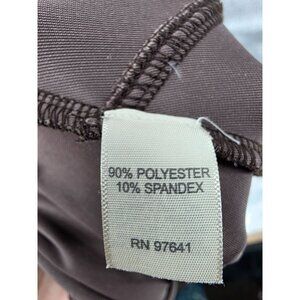 90% POLYESTER
10% SPANDEX
RN 97641